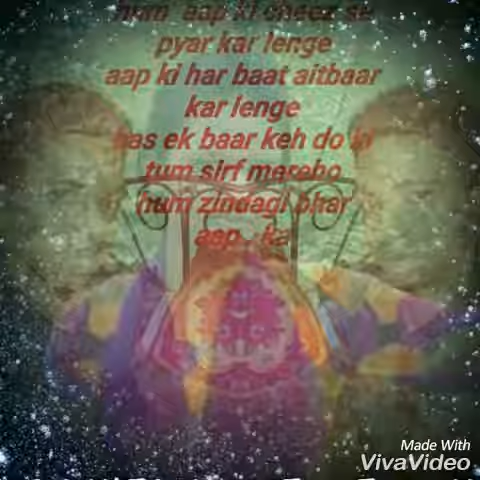 hum aap ki cheez se
pyar kar lenge
aap ki har baat aitbaar
kar lenge
bas ek baar keh do ki
tum sirf meraho
hum zindagi bhar
aap.. ka
Made With
VivaVideo